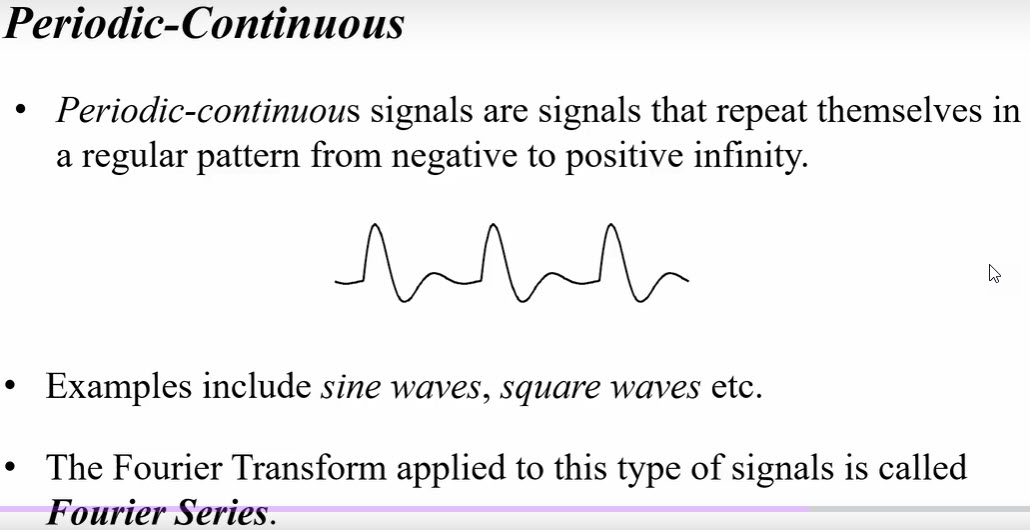 Periodic-Continuous
• Periodic-continuous signals are signals that repeat themselves in
a regular pattern from negative to positive infinity.
• Examples include sine waves, square waves etc.
• The Fourier Transform applied to this type of signals is called
Fourier Series.